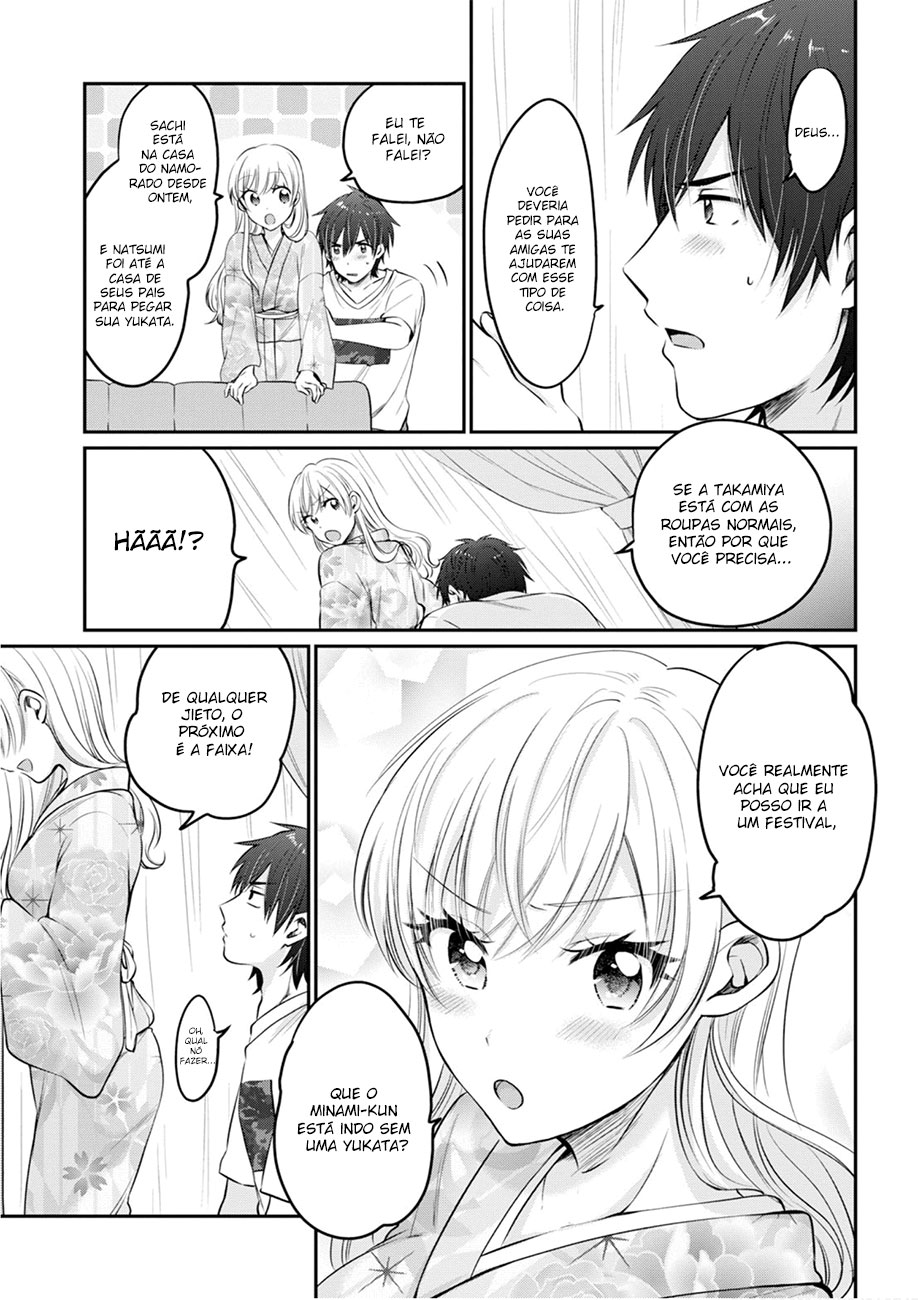 DEUS...
VOCÊ
DEVERIA
PEDIR PARA
AS SUAS
AMIGAS TE
AJUDAREM
COM ESSE
TIPO DE
COISA.
EU TE
FALEI, NÃO
FALEI?
SACHI
ESTÁ
NA CASA
DO NAMO-
RADO DESDE
ONTEM,
E NATSUMI
FOI ATÉ A
CASA DE
SEUS PAIS
PARA PEGAR
SUA YUKATA.
SE A TAKAMIYA
ESTÁ COM AS
ROUPAS NORMAIS,
ENTÃO POR QUE
VOCÊ PRECISA...
HÃÃÃ!?
VOCÊ REALMENTE
ACHA QUE EU
POSSO IR A
UM FESTIVAL,
QUE O
MINAMI-KUN
ESTÁ INDO SEM
UMA YUKATA?
DE QUALQUER
JIETO, O
PRÓXIMO
É A FAIXA!
OH,
QUAL
NÓ
FAZER...